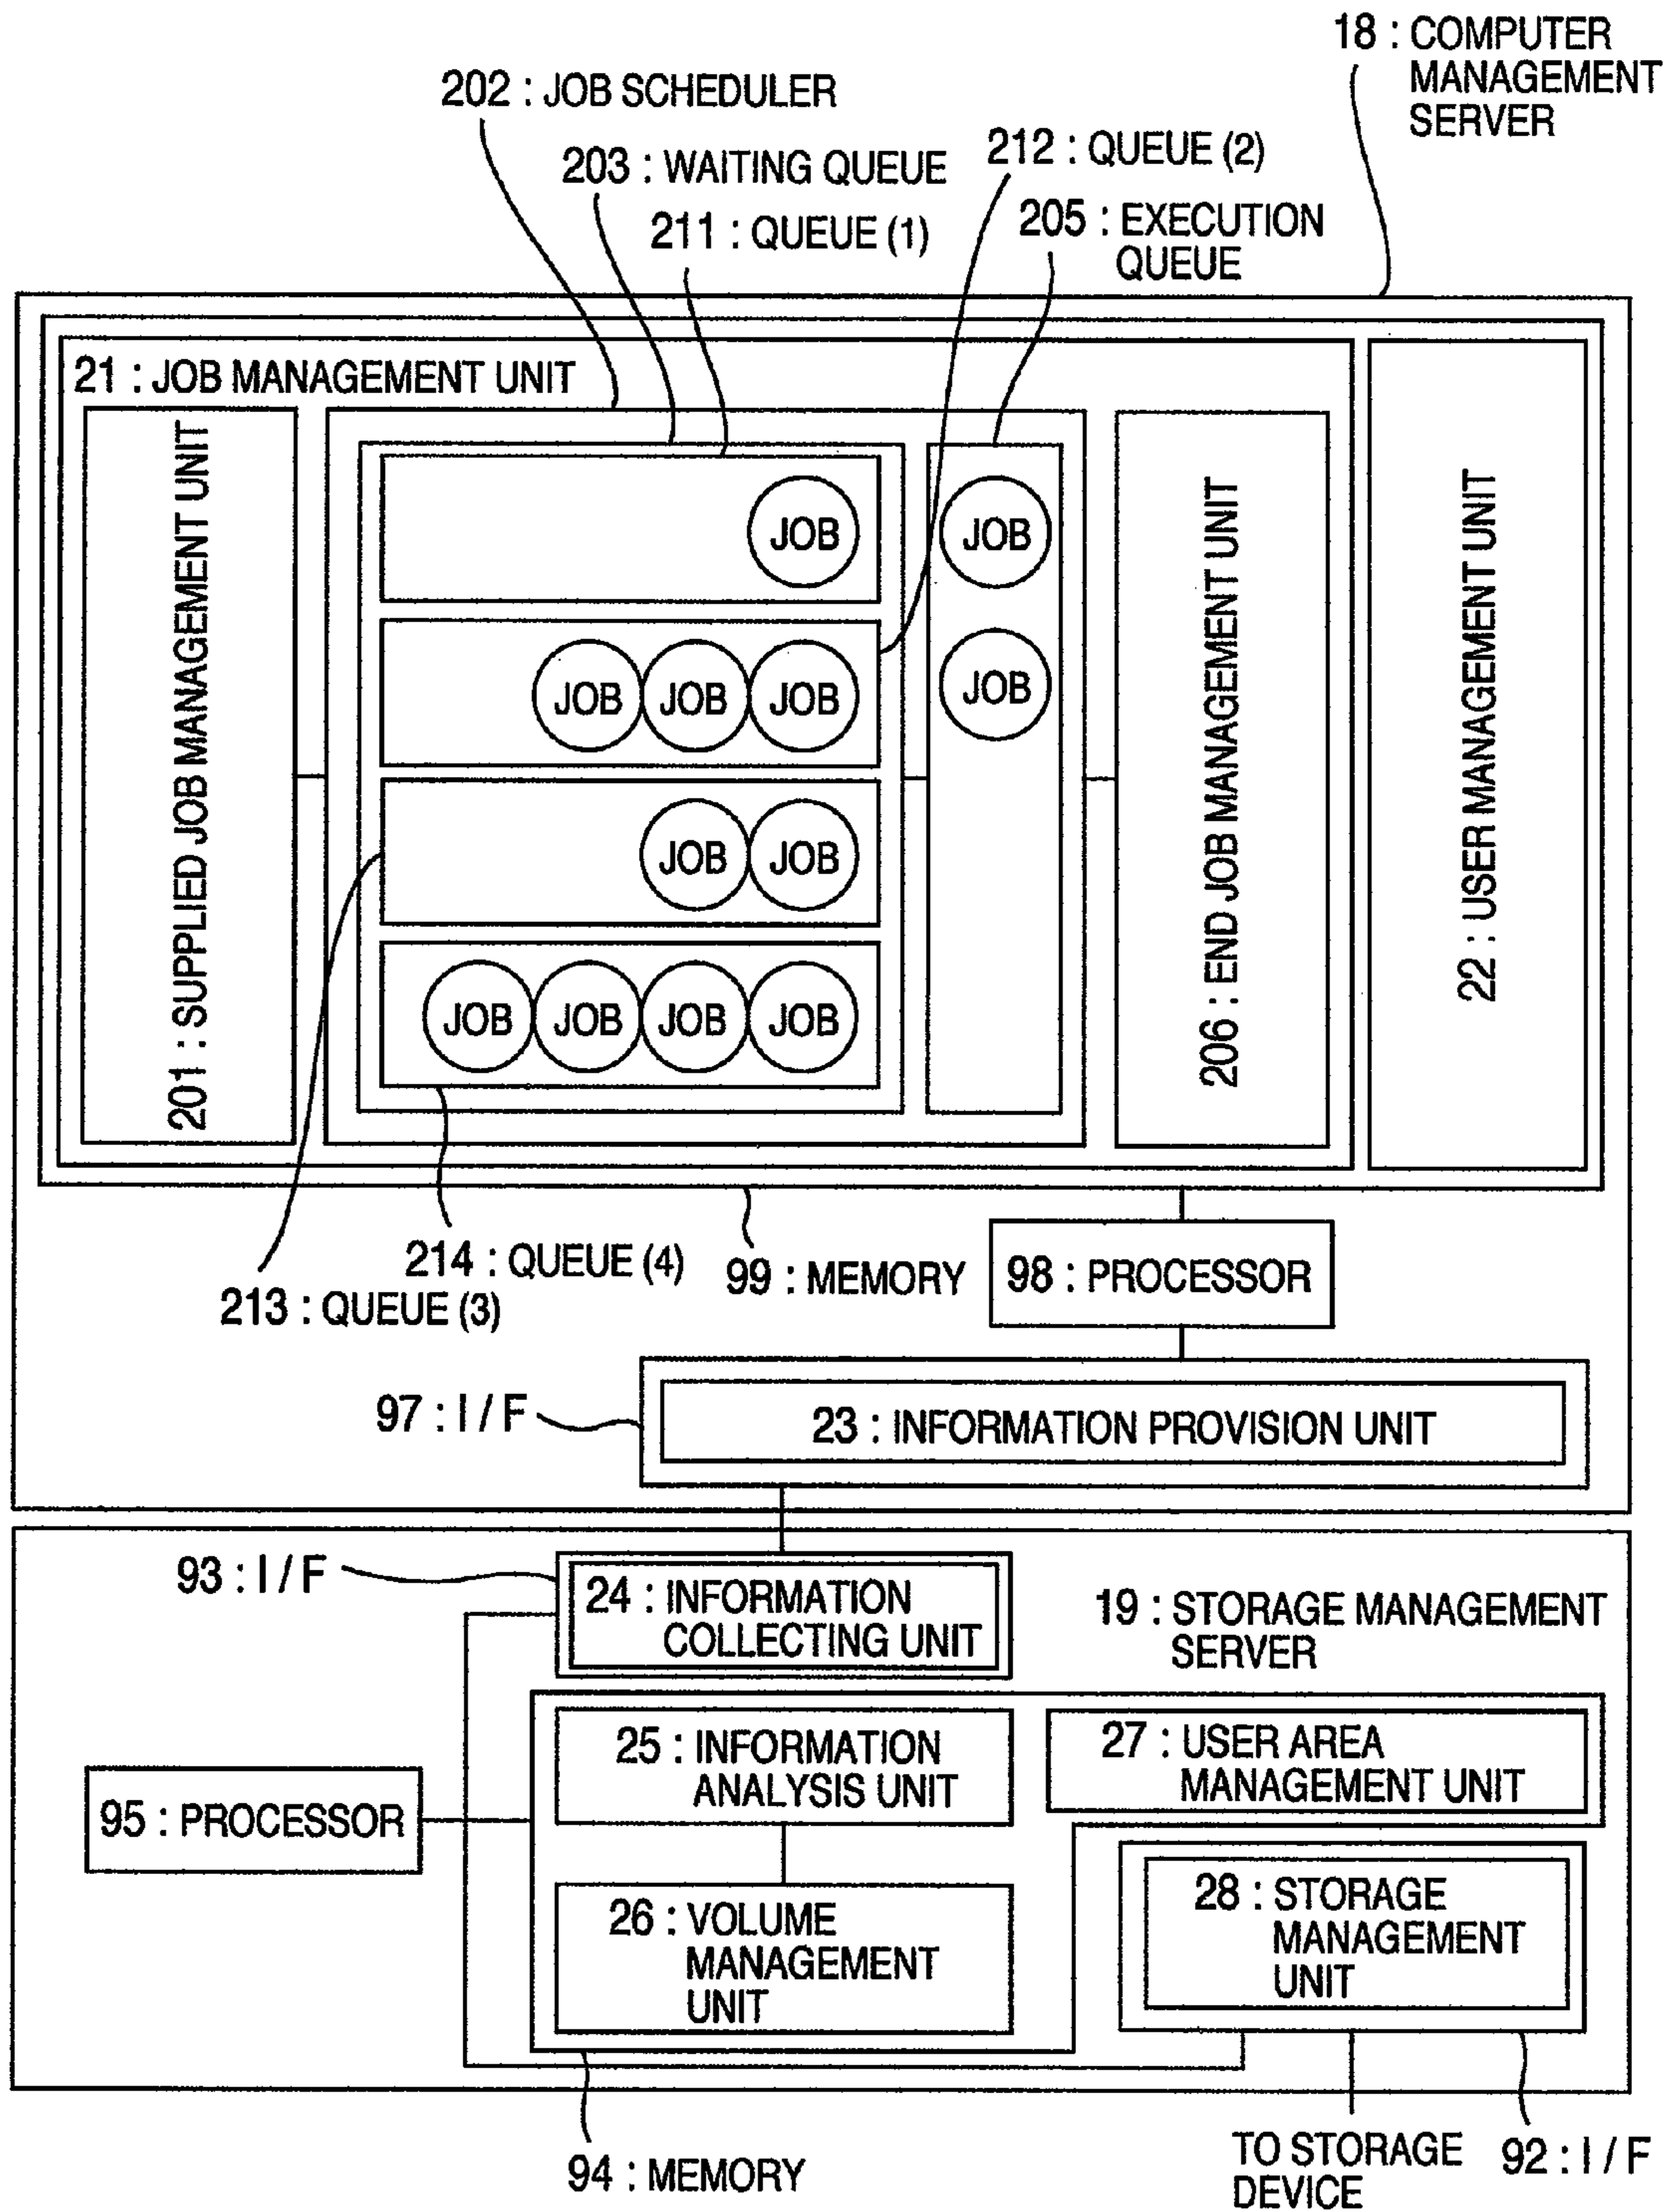 18 : COMPUTER
MANAGEMENT
SERVER
202 : JOB SCHEDULER
203 : WAITING QUEUE
212 : QUEUE (2)
211 : QUEUE (1)
205 : EXECUTION
QUEUE
21 : JOB MANAGEMENT UNIT
201 : SUPPLIED JOB MANAGEMENT UNIT
JOB
JOB JOB JOB
JOB JOB
JOB JOB JOB JOB
JOB
JOB
206 : END JOB MANAGEMENT UNIT
22 : USER MANAGEMENT UNIT
214 : QUEUE (4)
213 : QUEUE (3)
99 : MEMORY
98 : PROCESSOR
97 : I / F
23 : INFORMATION PROVISION UNIT
93 : I / F
24 : INFORMATION
COLLECTING UNIT
19 : STORAGE MANAGEMENT
SERVER
25 : INFORMATION
ANALYSIS UNIT
27 : USER AREA
MANAGEMENT UNIT
95 : PROCESSOR
26 : VOLUME
MANAGEMENT
UNIT
28 : STORAGE
MANAGEMENT
UNIT
94 : MEMORY
TO STORAGE
DEVICE
92 : I / F